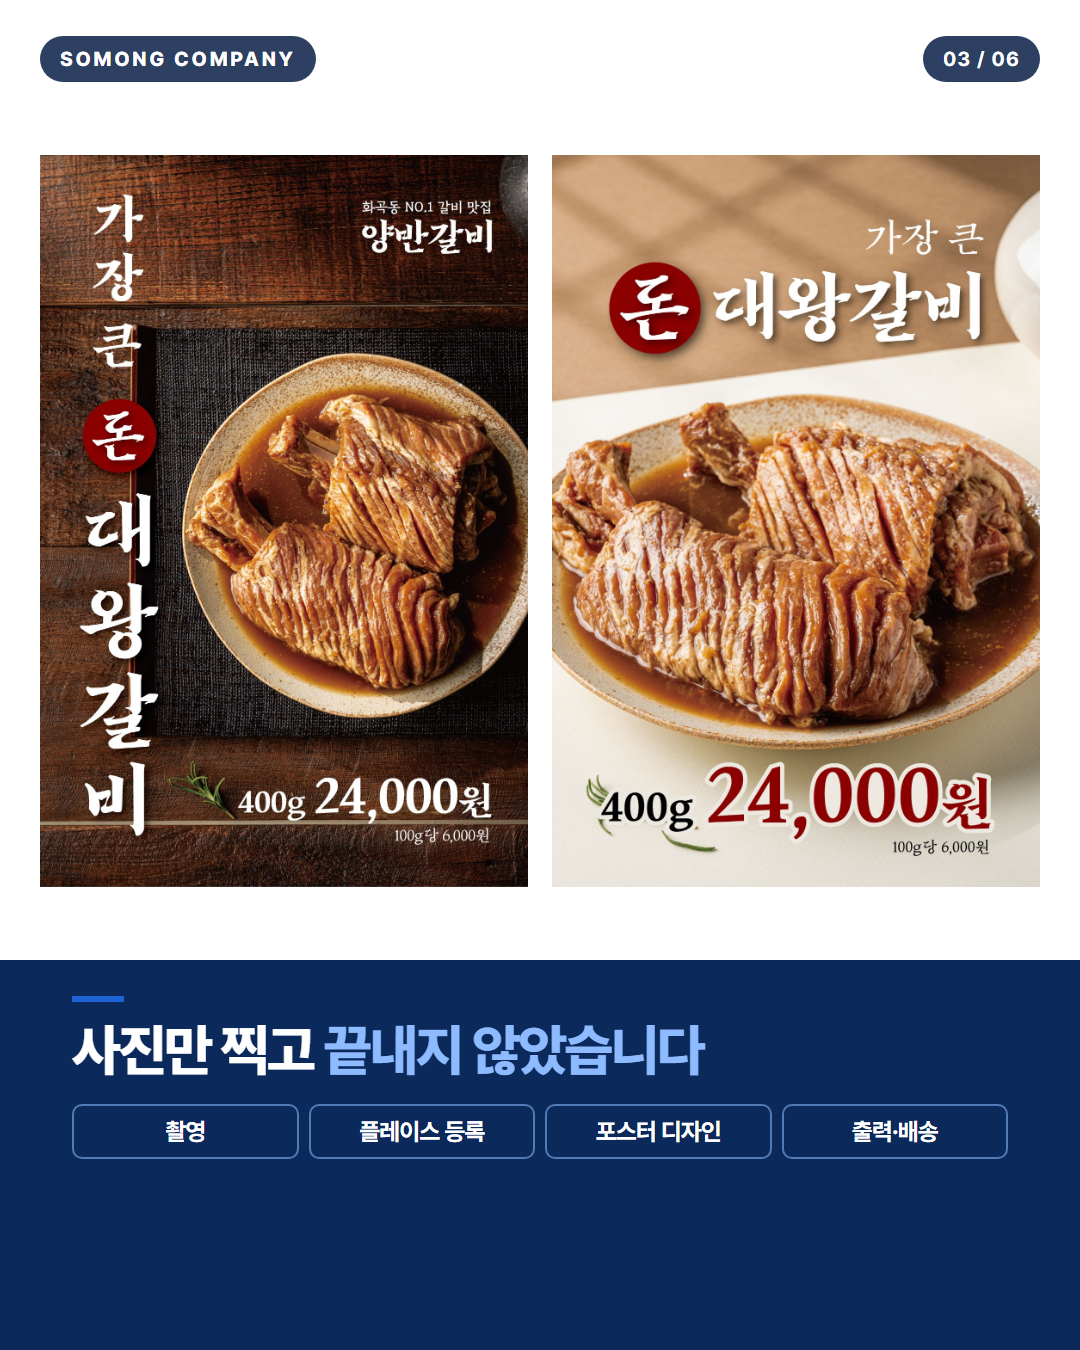 SOMONG COMPANY
03 / 06
가장 큰 돈 대왕갈비
화곡동 NO.1 갈비 맛집
양반갈비
400g 24,000원
100g당 6,000원
가장 큰
돈 대왕갈비
400g 24,000원
100g당 6,000원
사진만 찍고 끝내지 않았습니다
촬영
플레이스 등록
포스터 디자인
출력·배송